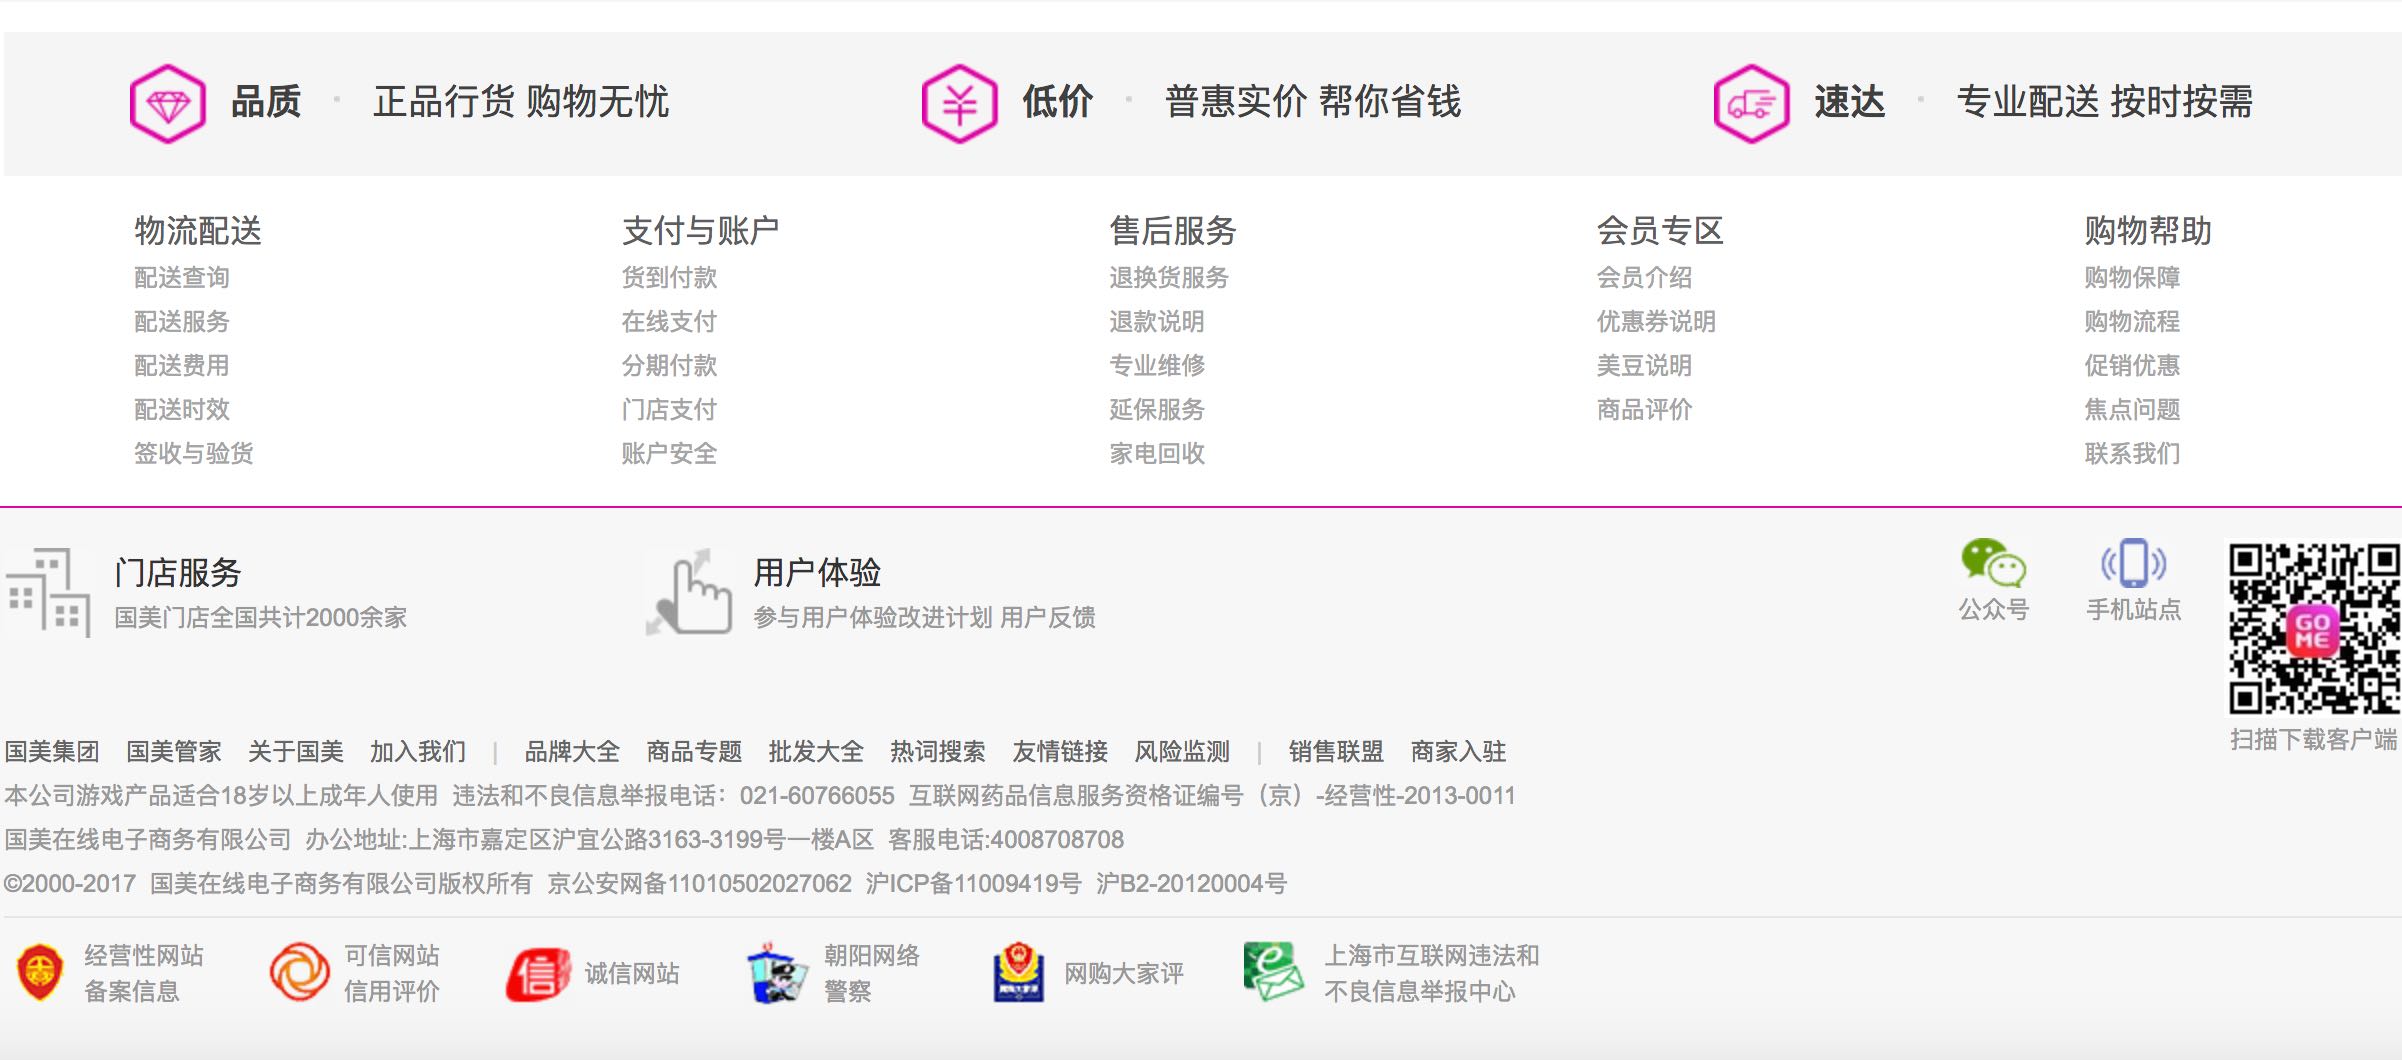 品质 · 正品行货 购物无忧
低价 · 普惠实价 帮你省钱
速达 · 专业配送 按时按需
物流配送
配送查询
配送服务
配送费用
配送时效
签收与验货
支付与账户
货到付款
在线支付
分期付款
门店支付
账户安全
售后服务
退换货服务
退款说明
专业维修
延保服务
家电回收
会员专区
会员介绍
优惠券说明
美豆说明
商品评价
购物帮助
购物保障
购物流程
促销优惠
焦点问题
联系我们
门店服务
国美门店全国共计2000余家
用户体验
参与用户体验改进计划 用户反馈
公众号
手机站点
GO
ME
扫描下载客户端
国美集团 国美管家 关于国美 加入我们 | 品牌大全 商品专题 批发大全 热词搜索 友情链接 风险监测 | 销售联盟 商家入驻
本公司游戏产品适合18岁以上成年人使用 违法和不良信息举报电话：021-60766055 互联网药品信息服务资格证编号（京）-经营性-2013-0011
国美在线电子商务有限公司 办公地址:上海市嘉定区沪宜公路3163-3199号一楼A区 客服电话:4008708708
©2000-2017 国美在线电子商务有限公司版权所有 京公安网备11010502027062 沪ICP备11009419号 沪B2-20120004号
经营性网站
备案信息
可信网站
信用评价
信
诚信网站
朝阳网络
警察
网购大家评
上海市互联网违法和
不良信息举报中心